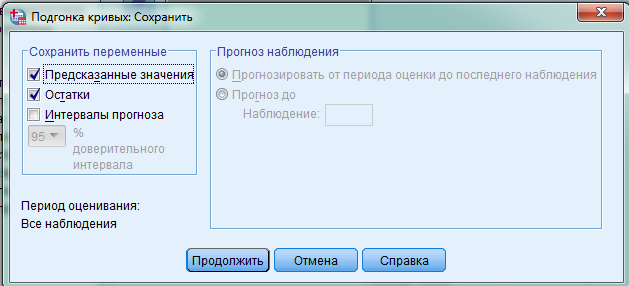 Подгонка кривых: Сохранить
Сохранить переменные
Предсказанные значения
Остатки
Интервалы прогноза
95 %
доверительного
интервала
Прогноз наблюдения
Прогнозировать от периода оценки до последнего наблюдения
Прогноз до
Наблюдение:
Период оценивания:
Все наблюдения
Продолжить Отмена Справка